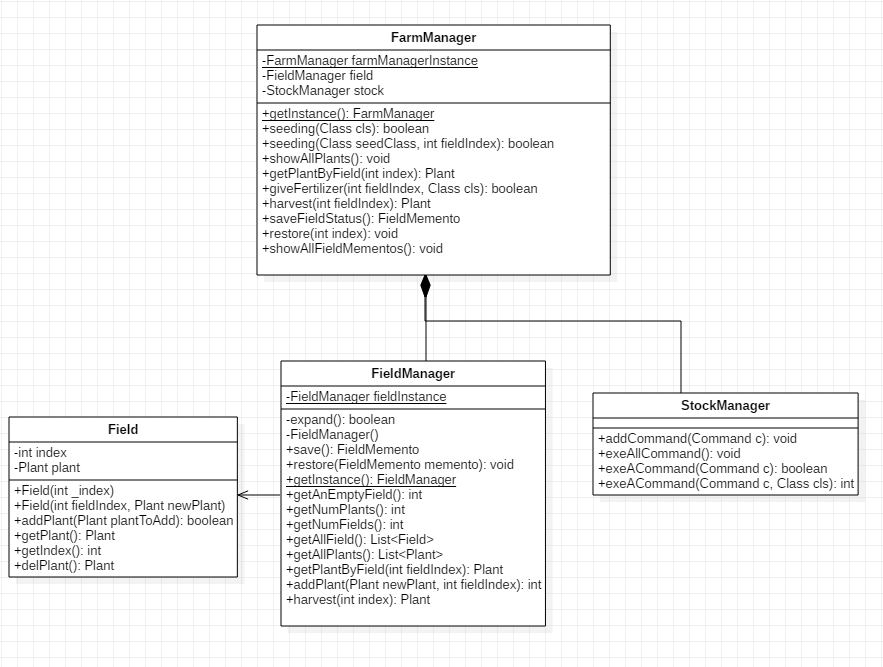 FarmManager
-FarmManager farmManagerInstance
-FieldManager field
-StockManager stock
+getInstance(): FarmManager
+seeding(Class cls): boolean
+seeding(Class seedClass, int fieldIndex): boolean
+showAllPlants(): void
+getPlantByField(int index): Plant
+giveFertilizer(int fieldIndex, Class cls): boolean
+harvest(int fieldIndex): Plant
+saveFieldStatus(): FieldMemento
+restore(int index): void
+showAllFieldMementos(): void
Field
-int index
-Plant plant
+Field(int _index)
+Field(int fieldIndex, Plant newPlant)
+addPlant(Plant plantToAdd): boolean
+getPlant(): Plant
+getIndex(): int
+delPlant(): Plant
FieldManager
-FieldManager fieldInstance
-expand(): boolean
-FieldManager()
+save(): FieldMemento
+restore(FieldMemento memento): void
+getInstance(): FieldManager
+getAnEmptyField(): int
+getNumPlants(): int
+getNumFields(): int
+getAllField(): List<Field>
+getAllPlants(): List<Plant>
+getPlantByField(int fieldIndex): Plant
+addPlant(Plant newPlant, int fieldIndex): int
+harvest(int index): Plant
StockManager
+addCommand(Command c): void
+exeAllCommand(): void
+exeACommand(Command c): boolean
+exeACommand(Command c, Class cls): int